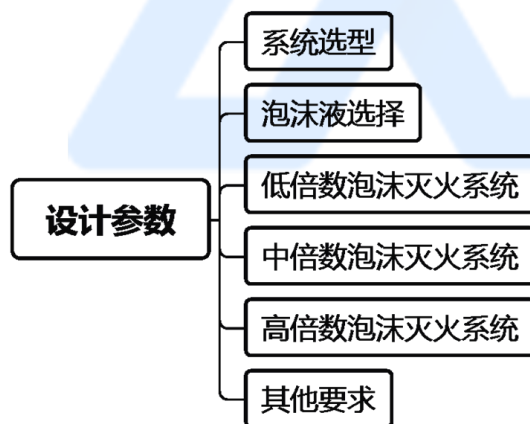 系统选型
泡沫液选择
低倍数泡沫灭火系统
设计参数
中倍数泡沫灭火系统
高倍数泡沫灭火系统
其他要求